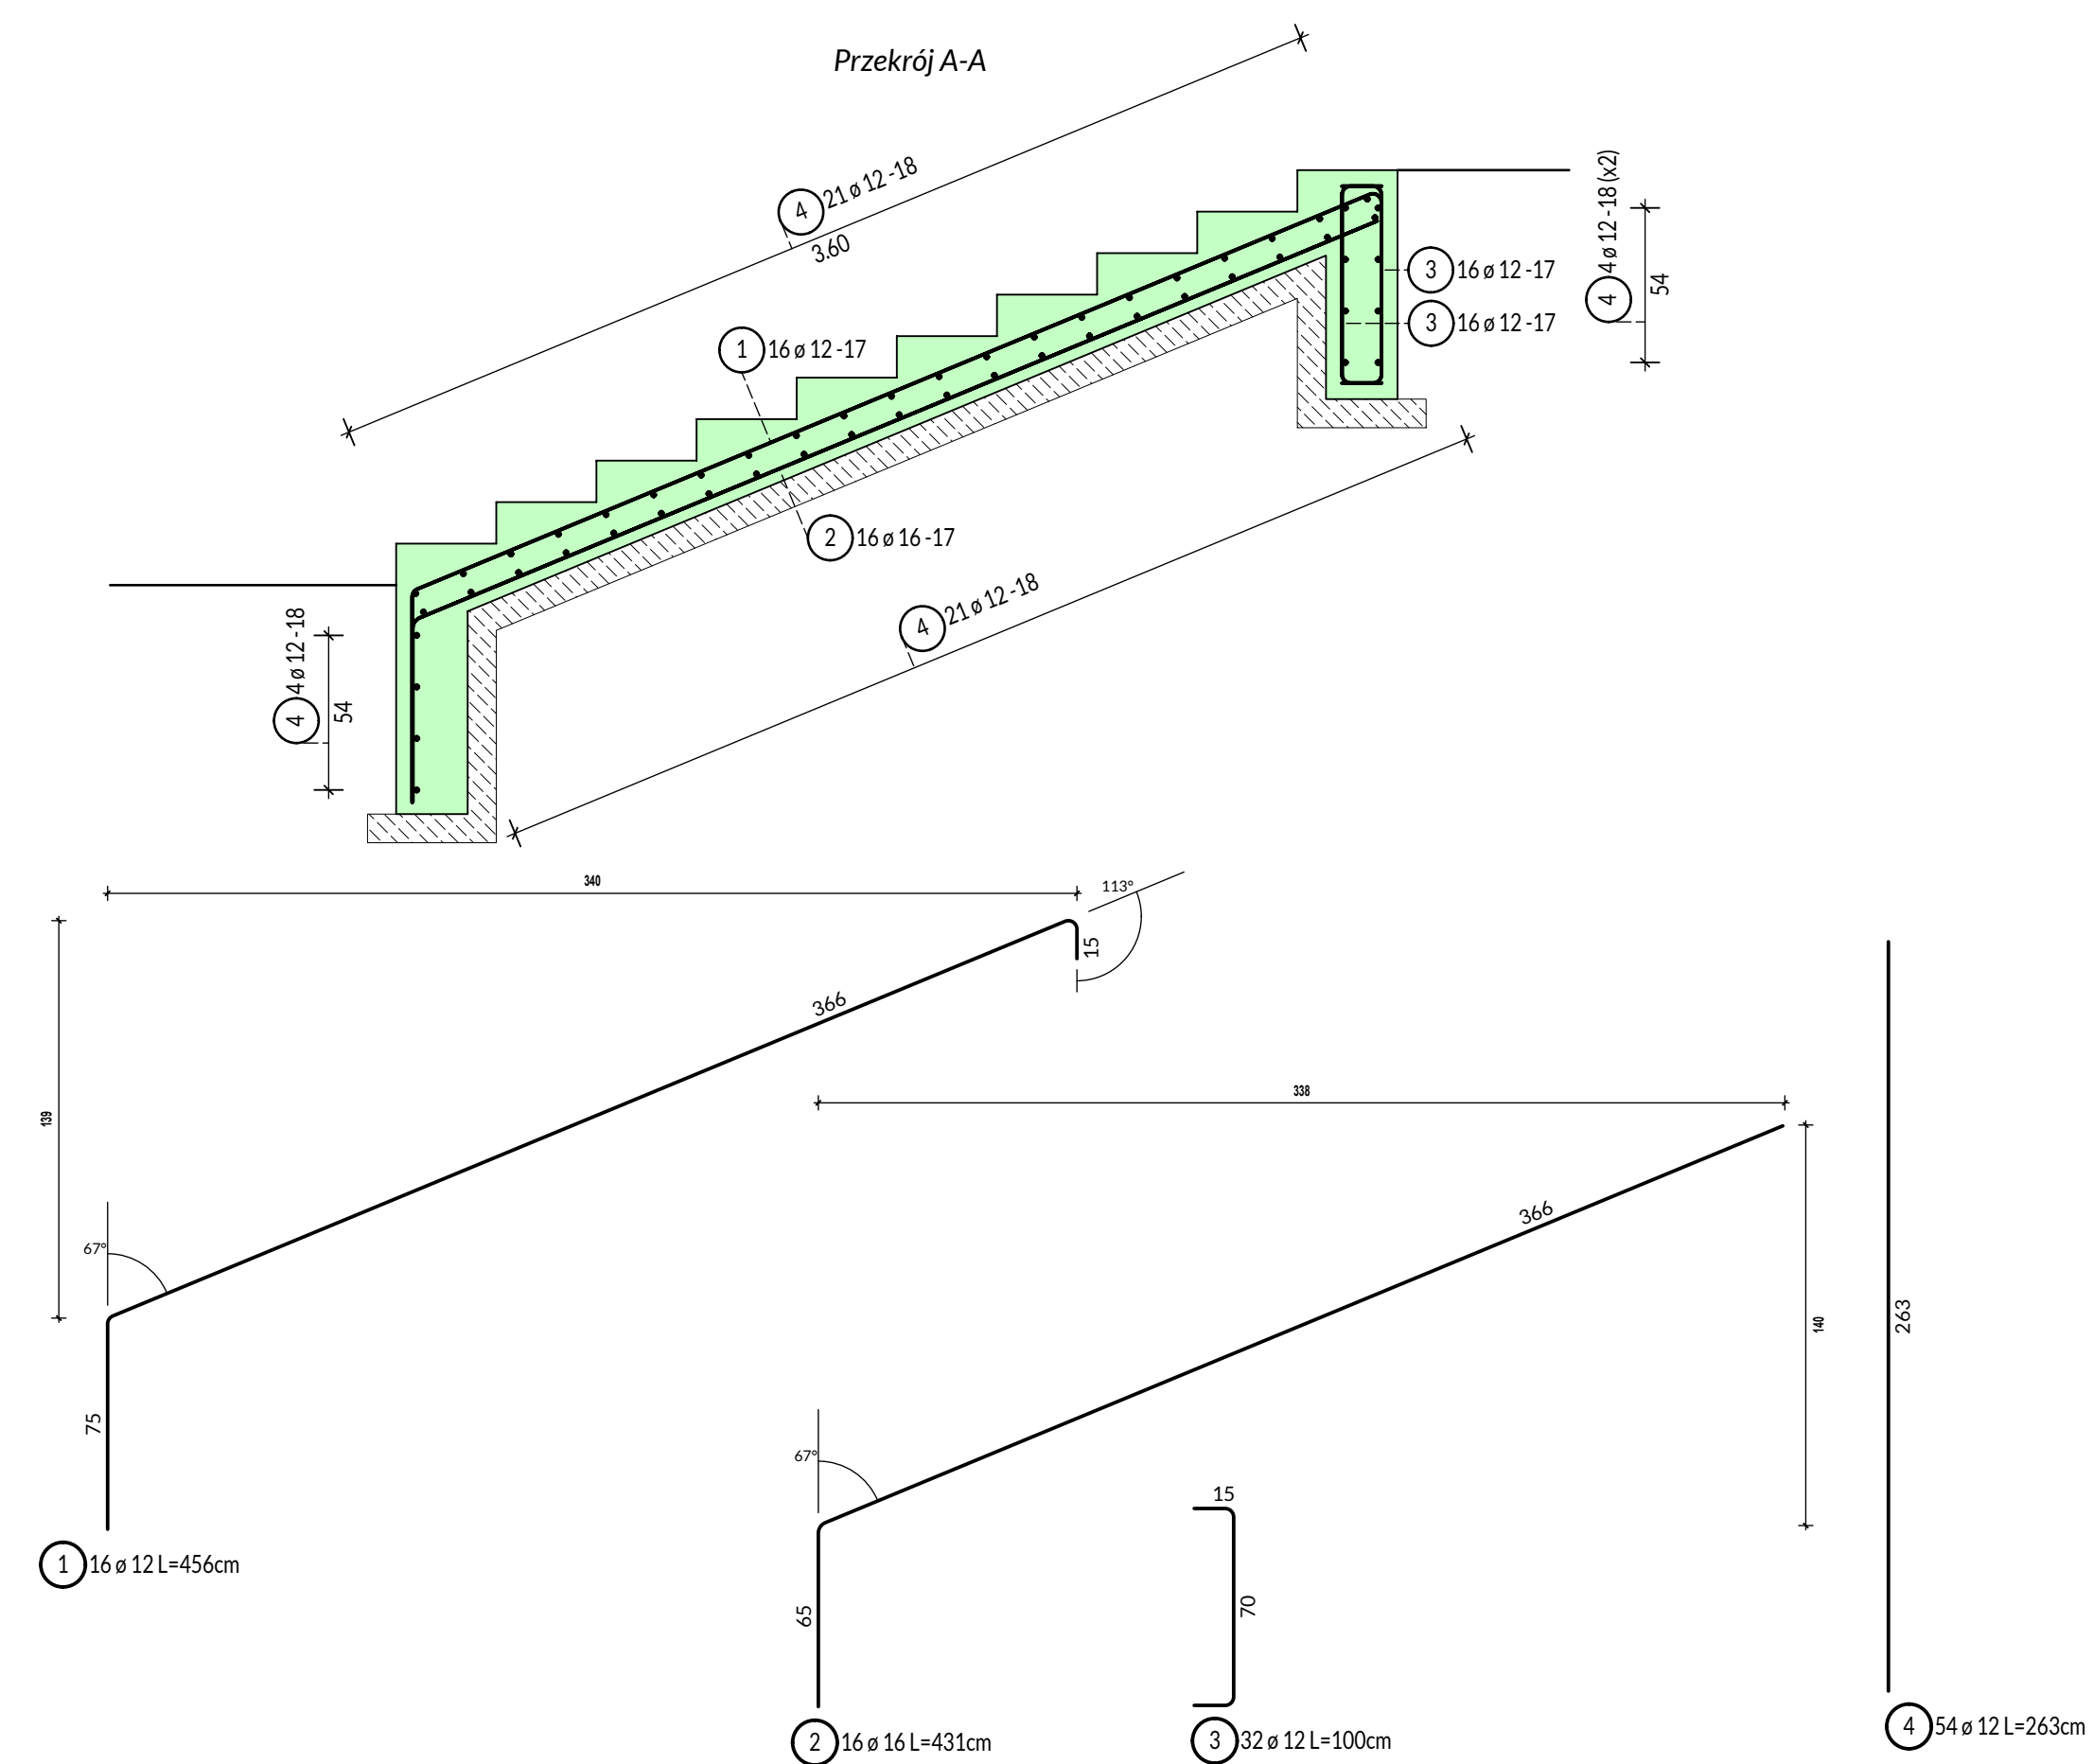 Przekrój A-A
4 21 ø 12 -18
3.60
4 4 ø 12 -18 (x2)
54
3 16 ø 12 -17
3 16 ø 12 -17
1 16 ø 12 -17
2 16 ø 16 -17
4 21 ø 12 -18
4 4 ø 12 -18
54
340
113°
15
366
139
338
67°
366
263
140
75
67°
15
65
70
1 16 ø 12 L=456cm
2 16 ø 16 L=431cm
3 32 ø 12 L=100cm
4 54 ø 12 L=263cm